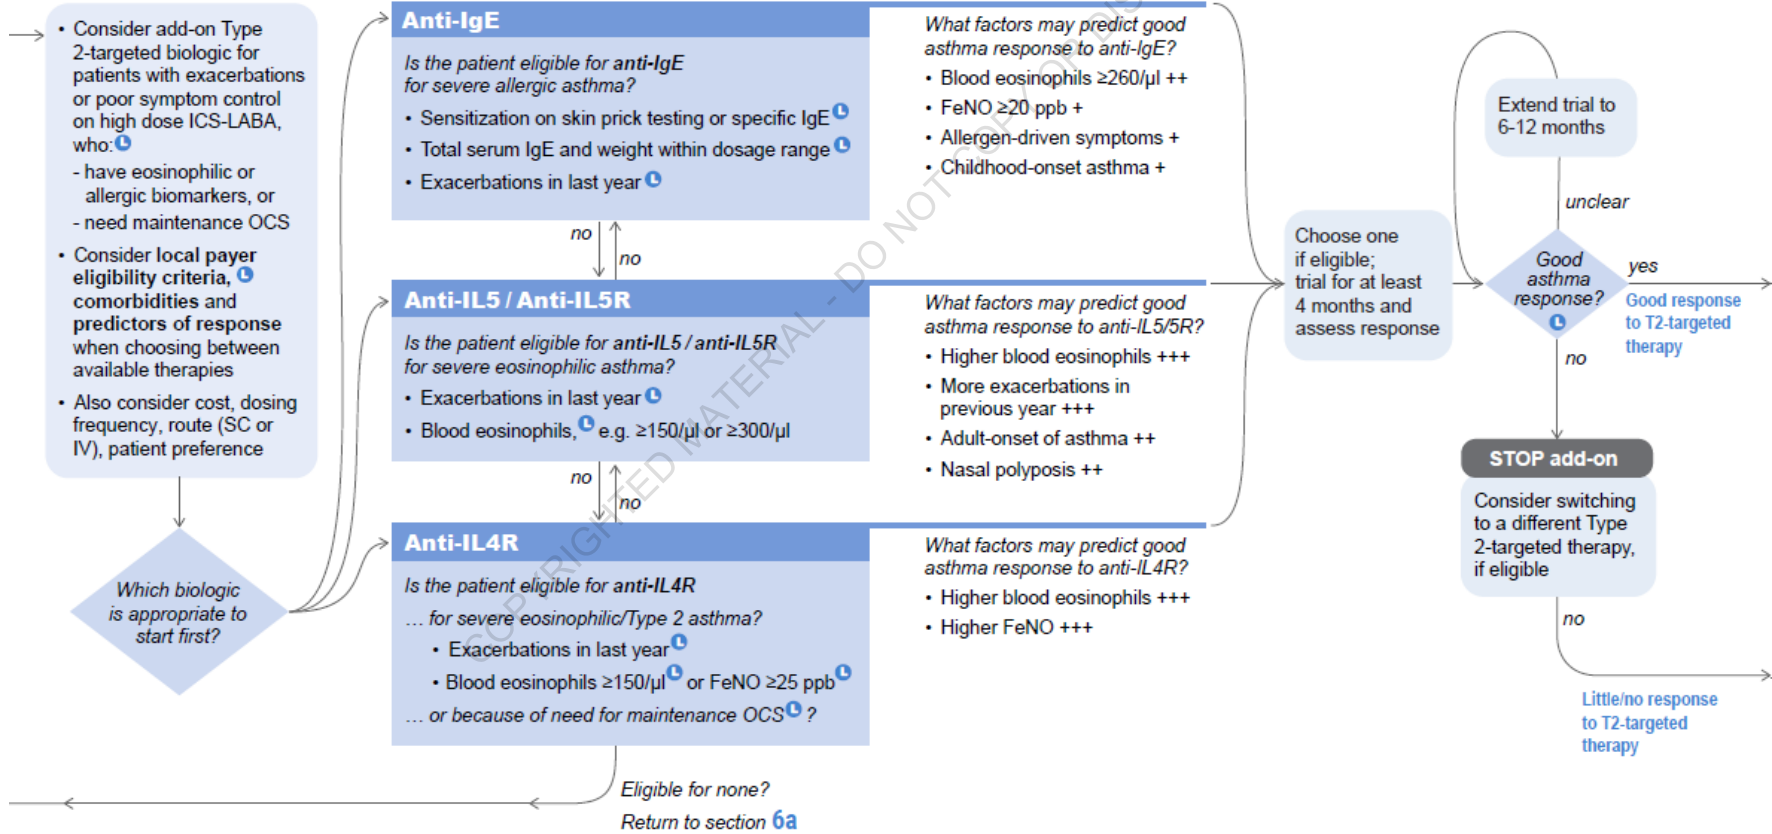 • Consider add-on Type
2-targeted biologic for
patients with exacerbations
or poor symptom control
on high dose ICS-LABA,
who: L
- have eosinophilic or
allergic biomarkers, or
- need maintenance OCS
• Consider local payer
eligibility criteria, L
comorbidities and
predictors of response
when choosing between
available therapies
• Also consider cost, dosing
frequency, route (SC or
IV), patient preference
Which biologic
is appropriate to
start first?
Anti-IgE
Is the patient eligible for anti-IgE
for severe allergic asthma?
• Sensitization on skin prick testing or specific IgE L
• Total serum IgE and weight within dosage range L
• Exacerbations in last year L
What factors may predict good
asthma response to anti-IgE?
• Blood eosinophils ≥260/µl ++
• FeNO ≥20 ppb +
• Allergen-driven symptoms +
• Childhood-onset asthma +
no
no
Anti-IL5 / Anti-IL5R
Is the patient eligible for anti-IL5 / anti-IL5R
for severe eosinophilic asthma?
• Exacerbations in last year L
• Blood eosinophils, L e.g. ≥150/µl or ≥300/µl
What factors may predict good
asthma response to anti-IL5/5R?
• Higher blood eosinophils +++
• More exacerbations in
previous year +++
• Adult-onset of asthma ++
• Nasal polyposis ++
no
no
Anti-IL4R
Is the patient eligible for anti-IL4R
... for severe eosinophilic/Type 2 asthma?
• Exacerbations in last year L
• Blood eosinophils ≥150/µl L or FeNO ≥25 ppb L
... or because of need for maintenance OCS L ?
What factors may predict good
asthma response to anti-IL4R?
• Higher blood eosinophils +++
• Higher FeNO +++
Eligible for none?
Return to section 6a
Choose one
if eligible;
trial for at least
4 months and
assess response
Extend trial to
6-12 months
unclear
Good
asthma
response?
L
yes
Good response
to T2-targeted
therapy
no
STOP add-on
Consider switching
to a different Type
2-targeted therapy,
if eligible
no
Little/no response
to T2-targeted
therapy
COPYRIGHTED MATERIAL - DO NOT COPY OR